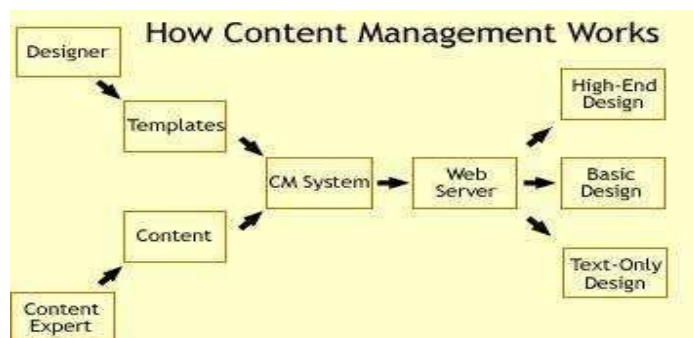 How Content Management Works
Designer
Templates
Content
Content
Expert
CM System
Web
Server
High-End
Design
Basic
Design
Text-Only
Design